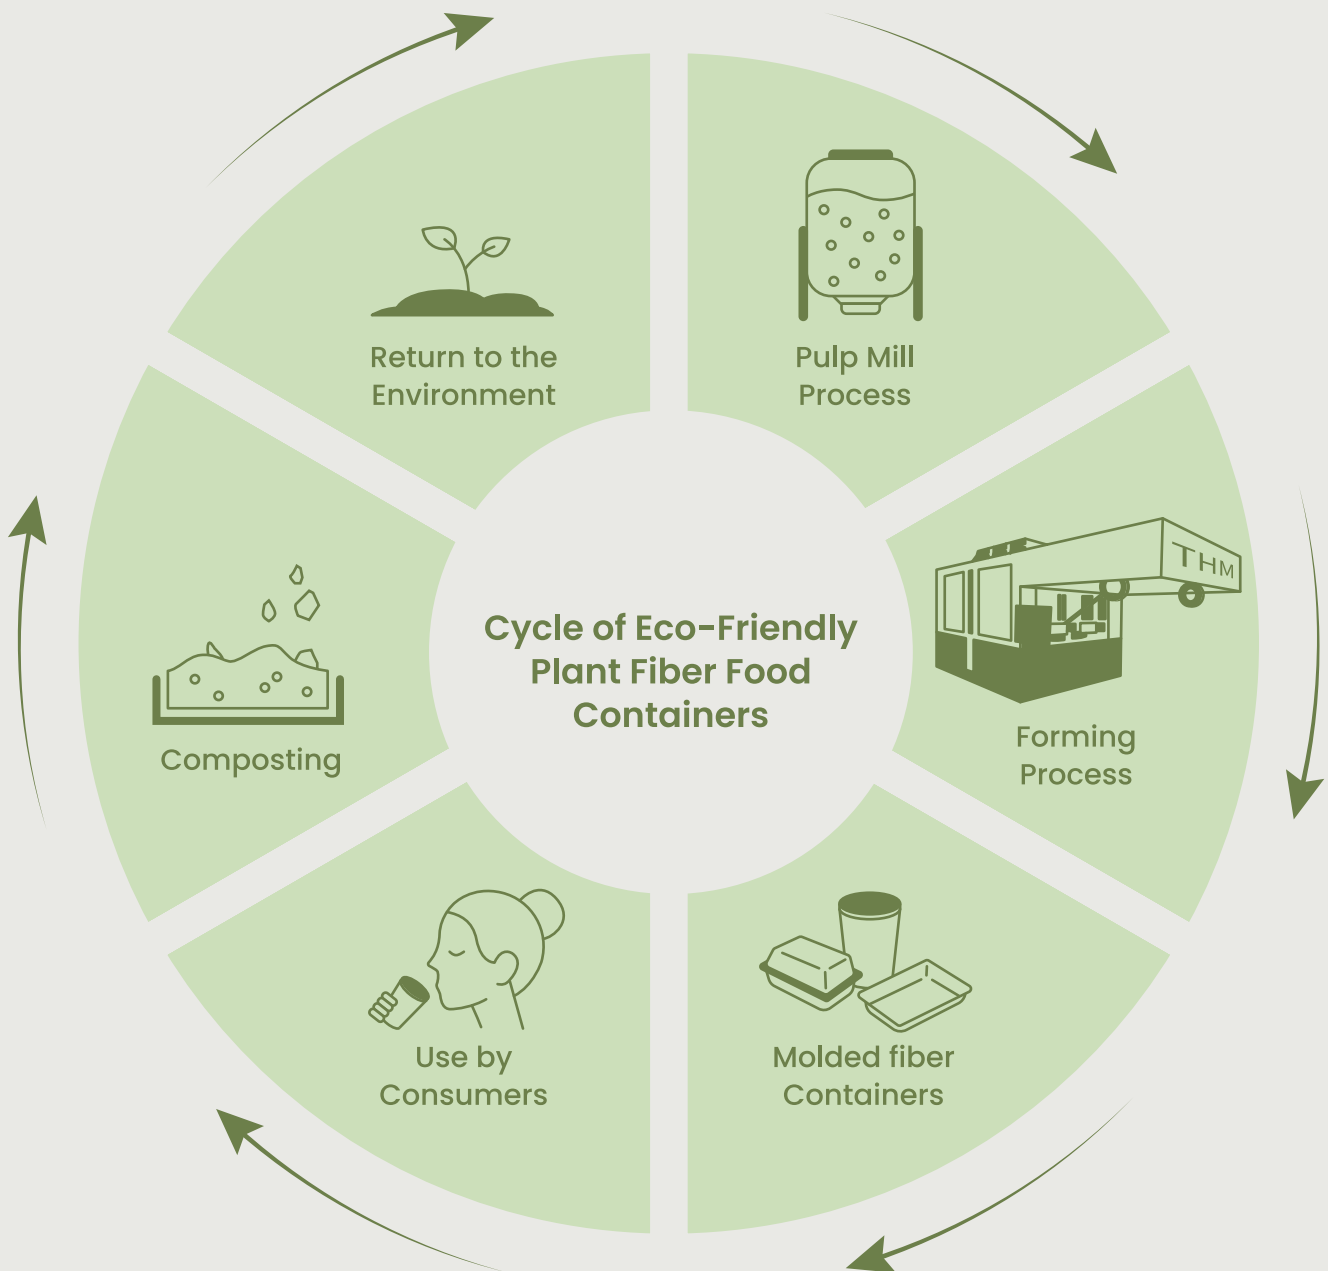 Return to the
Environment
Pulp Mill
Process
THM
Forming
Process
Molded fiber
Containers
Use by
Consumers
Composting
Cycle of Eco-Friendly
Plant Fiber Food
Containers